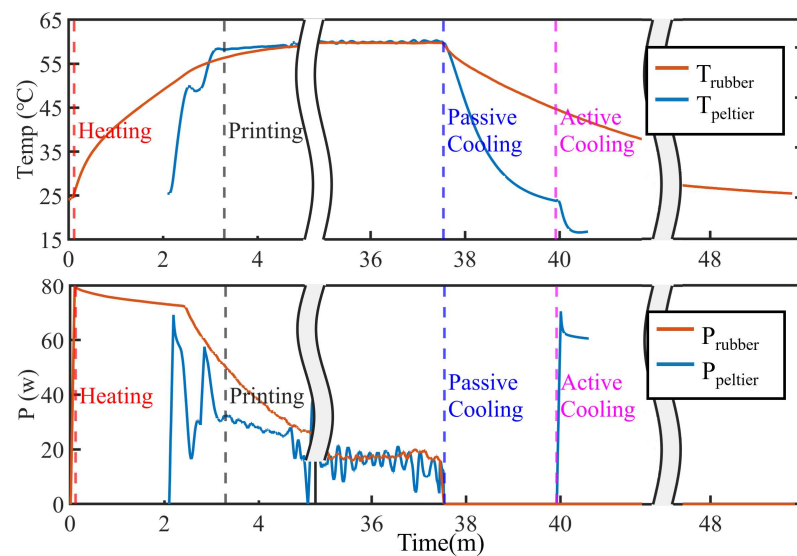 65
55
45
35
25
15
Temp (℃)
Heating
Printing
Passive
Cooling
Active
Cooling
T_rubber
T_peltier
0 2 4 36 38 40 48
80
60
40
20
0
P (w)
Heating
Printing
Passive
Cooling
Active
Cooling
P_rubber
P_peltier
0 2 4 36 38 40 48
Time(m)